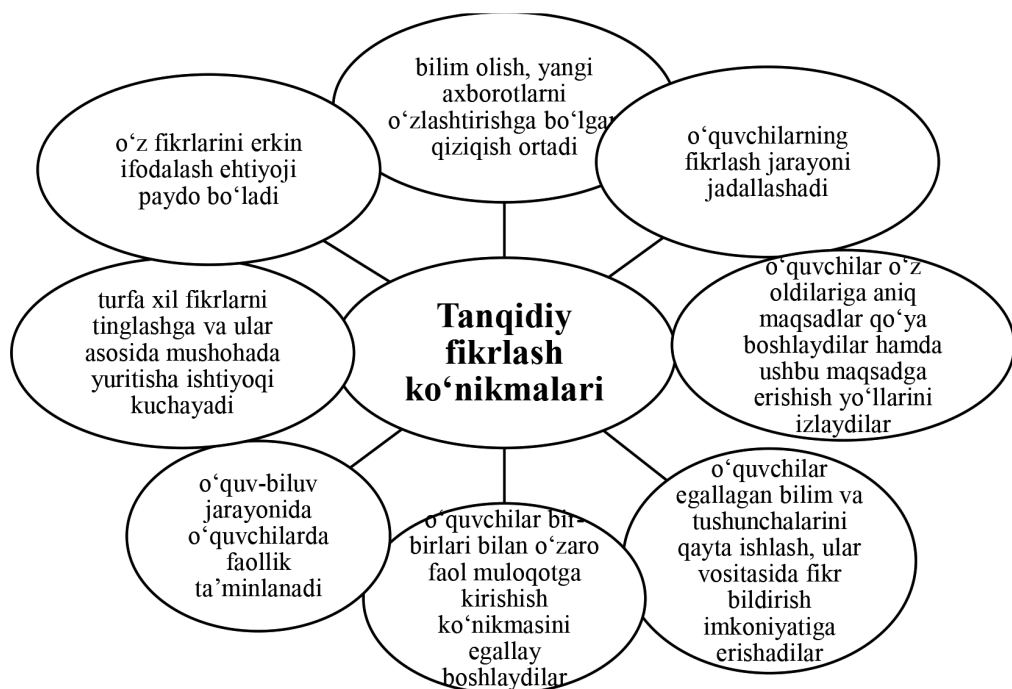 bilim olish, yangi
axborotlarni
o‘zlashtirishga bo‘lgan
qiziqish ortadi
o‘quvchilarning
fikrlash jarayoni
jadallashadi
o‘quvchilar o‘z
oldilariga aniq
maqsadlar qo‘ya
boshlaydilar hamda
ushbu maqsadga
erishish yo‘llarini
izlaydilar
o‘quvchilar
egallagan bilim va
tushunchalarini
qayta ishlash, ular
vositasida fikr
bildirish
imkoniyatiga
erishadilar
o‘quvchilar bir-
birlari bilan o‘zaro
faol muloqotga
kirishish
ko‘nikmasini
egallay
boshlaydilar
o‘quv-biluv
jarayonida
o‘quvchilarda
faollik
ta’minlanadi
turfa xil fikrlarni
tinglashga va ular
asosida mushohada
yuritisha ishtiyoqi
kuchayadi
o‘z fikrlarini erkin
ifodalash ehtiyoji
paydo bo‘ladi
Tanqidiy
fikrlash
ko‘nikmalari